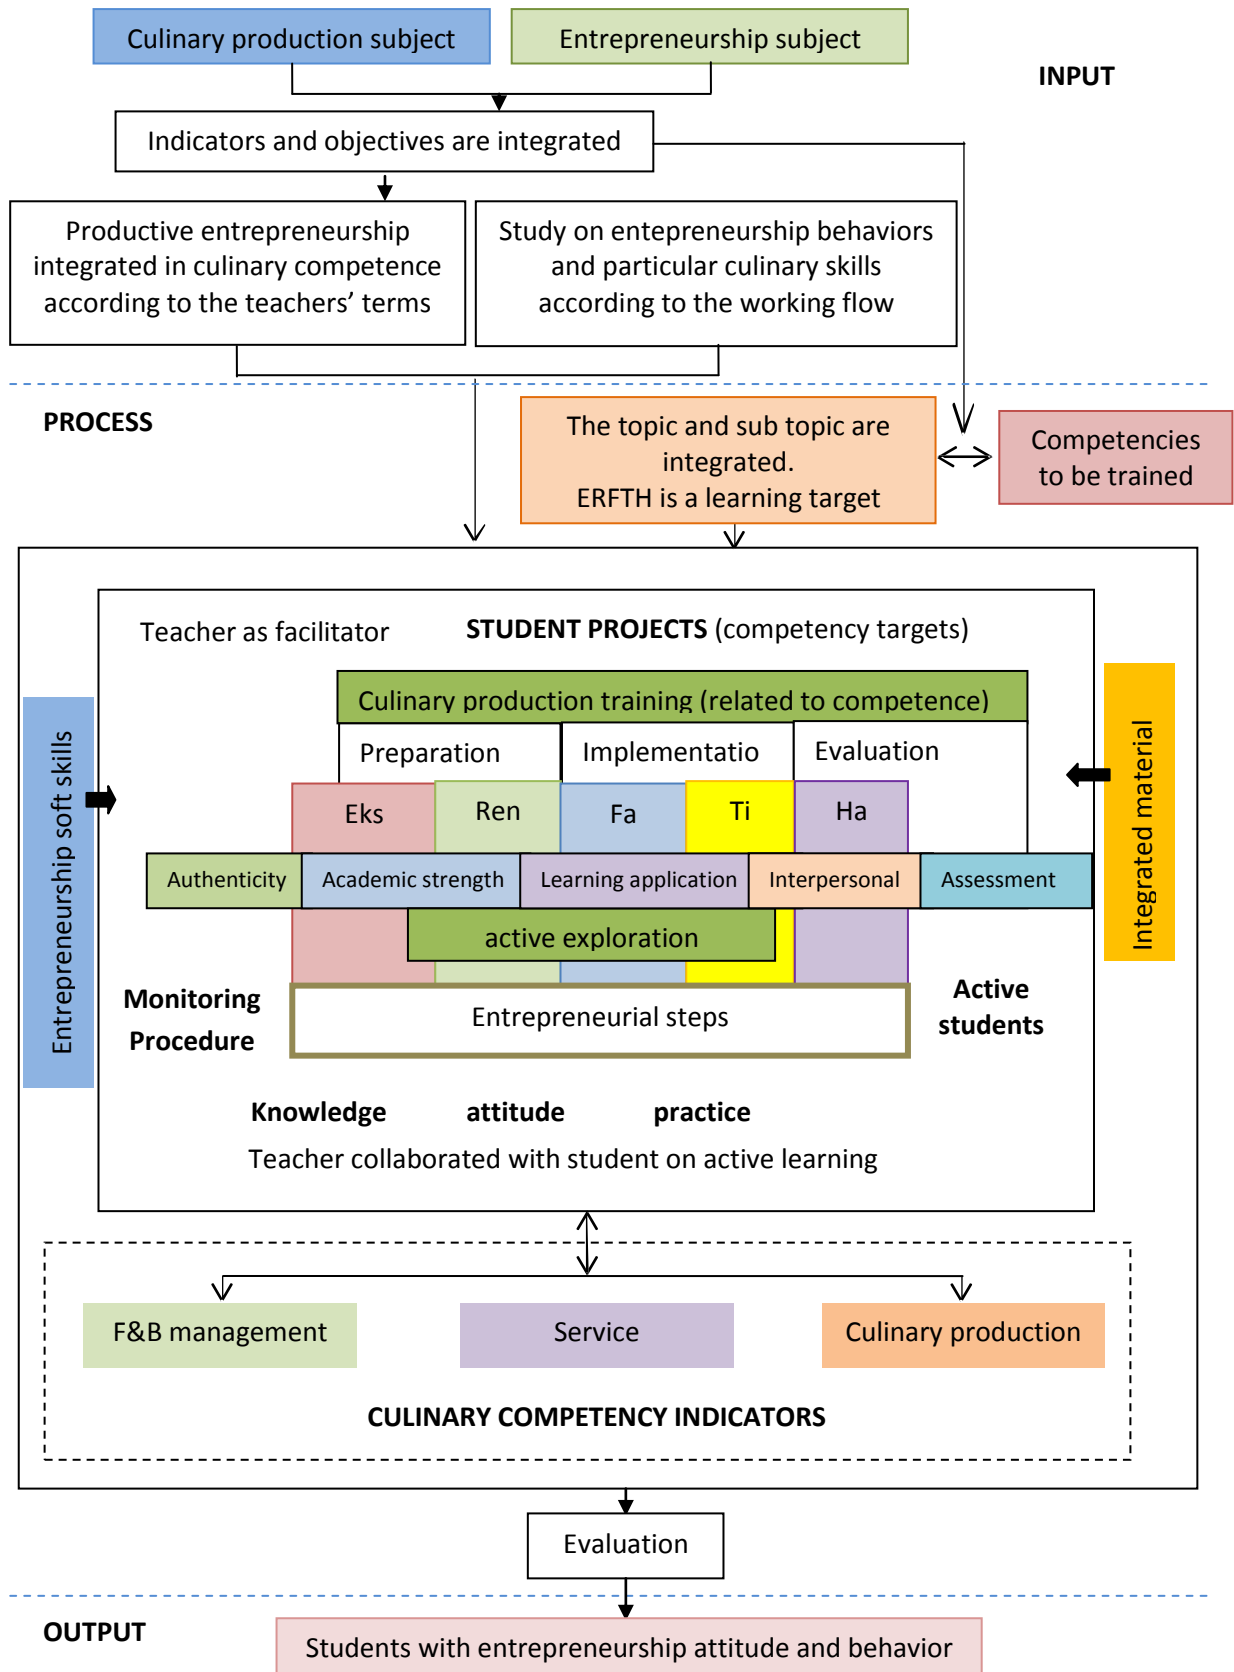 Culinary production subject
Entrepreneurship subject
INPUT
Indicators and objectives are integrated
Productive entrepreneurship
integrated in culinary competence
according to the teachers’ terms
Study on entepreneurship behaviors
and particular culinary skills
according to the working flow
PROCESS
The topic and sub topic are
integrated.
ERFTH is a learning target
Competencies
to be trained
Teacher as facilitator
STUDENT PROJECTS (competency targets)
Entrepreneurship soft skills
Integrated material
Culinary production training (related to competence)
Preparation
Implementatio
Evaluation
Eks
Ren
Fa
Ti
Ha
Authenticity
Academic strength
Learning application
Interpersonal
Assessment
active exploration
Monitoring
Procedure
Entrepreneurial steps
Active
students
Knowledge attitude practice
Teacher collaborated with student on active learning
F&B management
Service
Culinary production
CULINARY COMPETENCY INDICATORS
Evaluation
OUTPUT
Students with entrepreneurship attitude and behavior